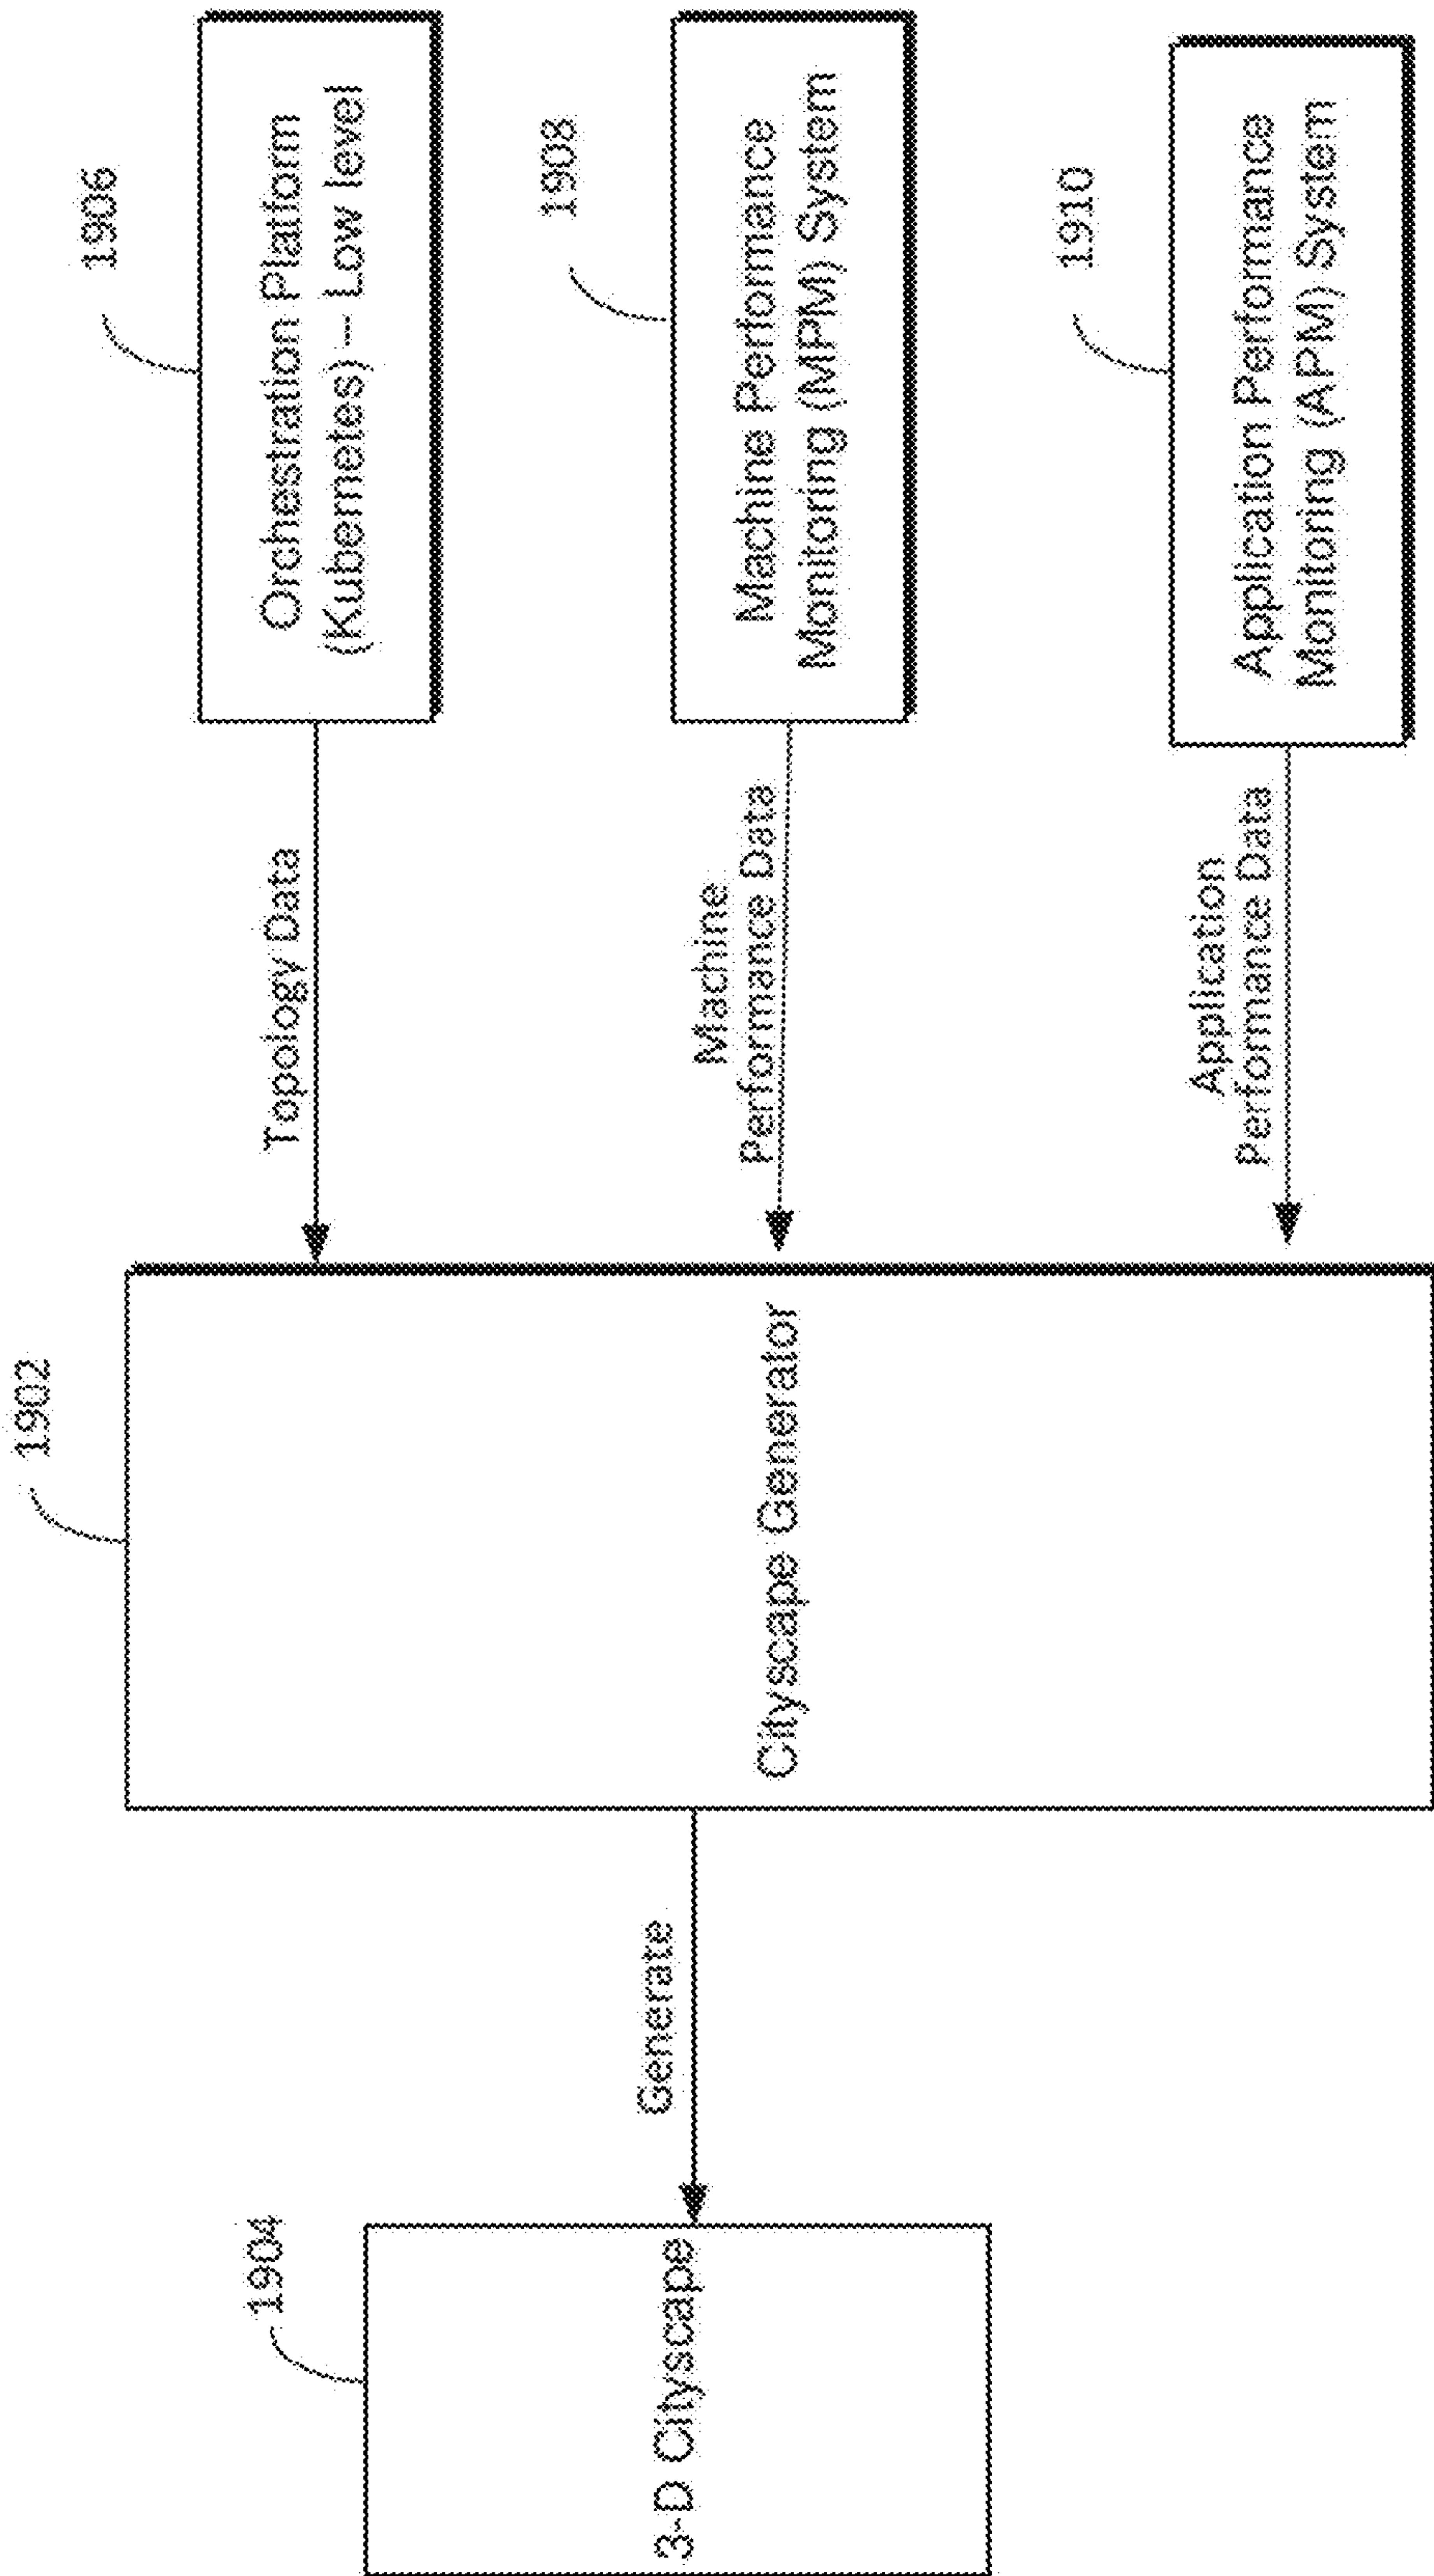 1904
3-D Cityscape
Generate
1902
Cityscape Generator
Topology Data
Machine
Performance Data
Application
Performance Data
1906
Orchestration Platform
(Kubernetes) – Low level
1908
Machine Performance
Monitoring (MPM) System
1910
Application Performance
Monitoring (APM) System